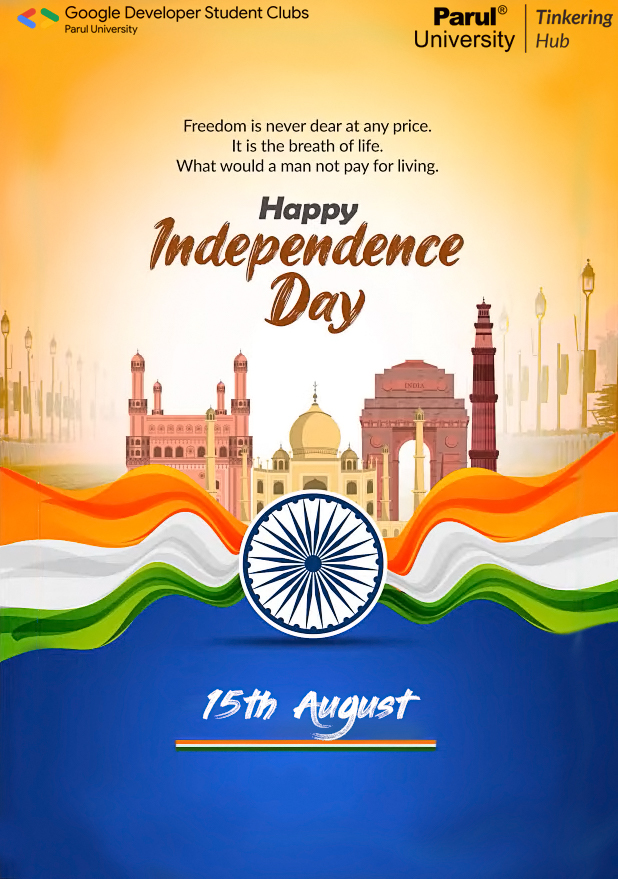 Google Developer Student Clubs
Parul University
Parul®
University
Tinkering
Hub
Freedom is never dear at any price.
It is the breath of life.
What would a man not pay for living.
Happy
Independence
Day
INDIA
15th August